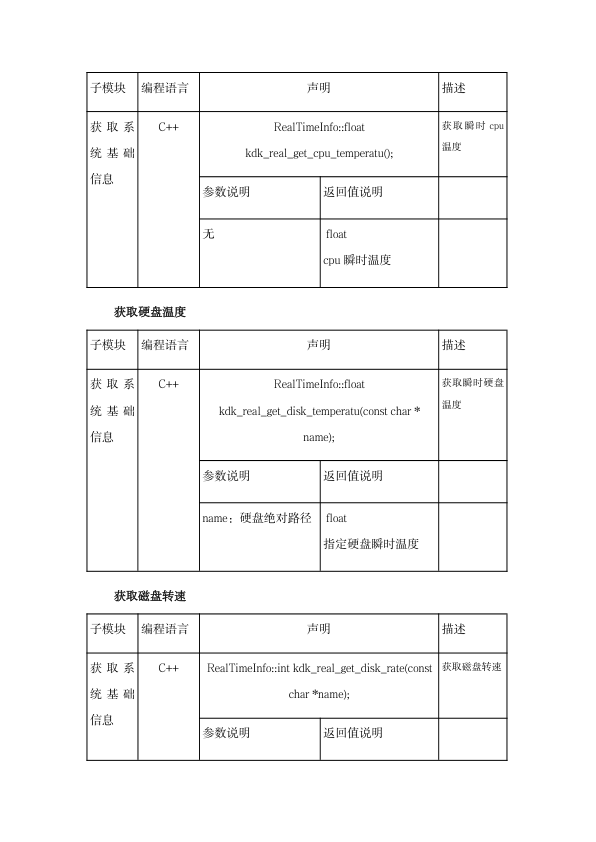 子模块 编程语言 声明 描述
获取系 C++ RealTimeInfo::float 获取瞬时 cpu
统基础 kdk_real_get_cpu_temperatu(); 温度
信息
参数说明 返回值说明
无 float
cpu 瞬时温度
获取硬盘温度
子模块 编程语言 声明 描述
获取系 C++ RealTimeInfo::float 获取瞬时硬盘
统基础 kdk_real_get_disk_temperatu(const char * 温度
信息 name);
参数说明 返回值说明
name：硬盘绝对路径 float
指定硬盘瞬时温度
获取磁盘转速
子模块 编程语言 声明 描述
获取系 C++ RealTimeInfo::int kdk_real_get_disk_rate(const 获取磁盘转速
统基础 char *name);
信息
参数说明 返回值说明